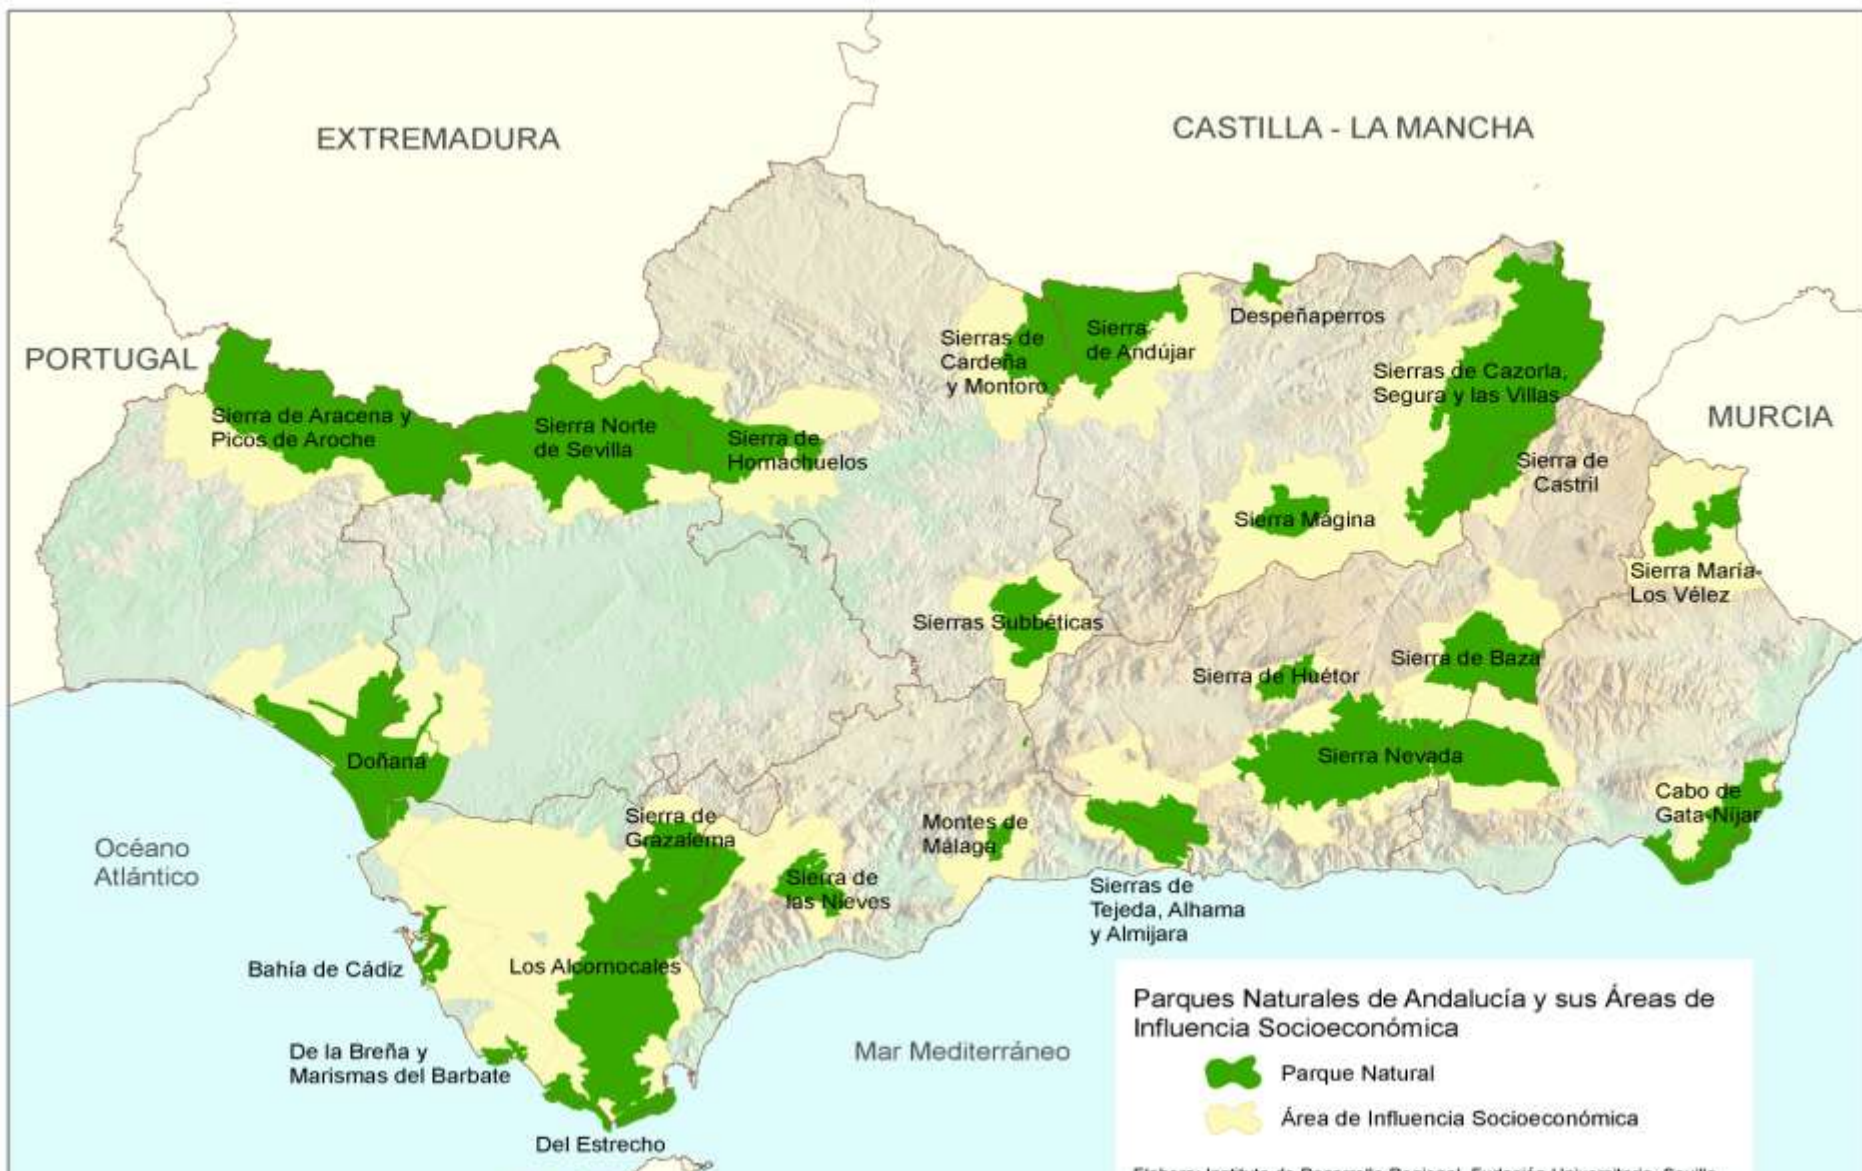 EXTREMADURA
CASTILLA - LA MANCHA
PORTUGAL
MURCIA
Sierra de Aracena y
Picos de Aroche
Sierra Norte
de Sevilla
Sierra de
Hornachuelos
Sierras de
Cardeña
y Montoro
Sierra
de Andújar
Despeñaperros
Sierras de Cazorla,
Segura y las Villas
Sierra de
Castril
Sierra Mágina
Sierra María-
Los Vélez
Sierras Subbéticas
Sierra de Huétor
Sierra de Baza
Sierra Nevada
Doñana
Cabo de
Gata-Níjar
Sierra de
Grazalema
Montes de
Málaga
Sierra de
las Nieves
Sierras de
Tejeda, Alhama
y Almijara
Océano
Atlántico
Bahía de Cádiz
Los Alcornocales
De la Breña y
Marismas del Barbate
Mar Mediterráneo
Del Estrecho
Parques Naturales de Andalucía y sus Áreas de
Influencia Socioeconómica
Parque Natural
Área de Influencia Socioeconómica